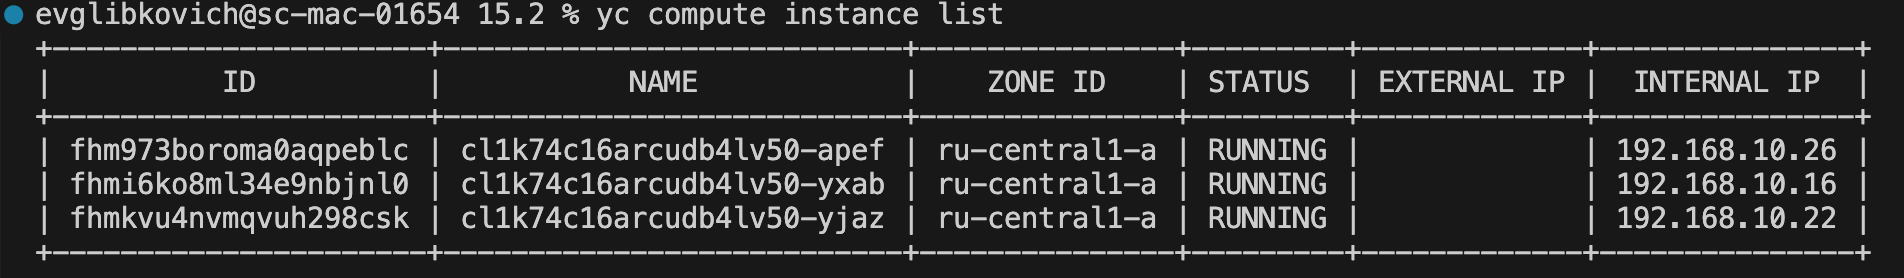 evglibkovich@sc-mac-01654 15.2 % yc compute instance list
+----------------------+---------------------------+---------------+---------+-------------+---------------+
| ID | NAME | ZONE ID | STATUS | EXTERNAL IP | INTERNAL IP |
+----------------------+---------------------------+---------------+---------+-------------+---------------+
| fhm973boroma0aqpeblc | cl1k74c16arcudb4lv50-apef | ru-central1-a | RUNNING | | 192.168.10.26 |
| fhmi6ko8ml34e9nbjnl0 | cl1k74c16arcudb4lv50-yxab | ru-central1-a | RUNNING | | 192.168.10.16 |
| fhmkvu4nvmqvuh298csk | cl1k74c16arcudb4lv50-yjaz | ru-central1-a | RUNNING | | 192.168.10.22 |
+----------------------+---------------------------+---------------+---------+-------------+---------------+